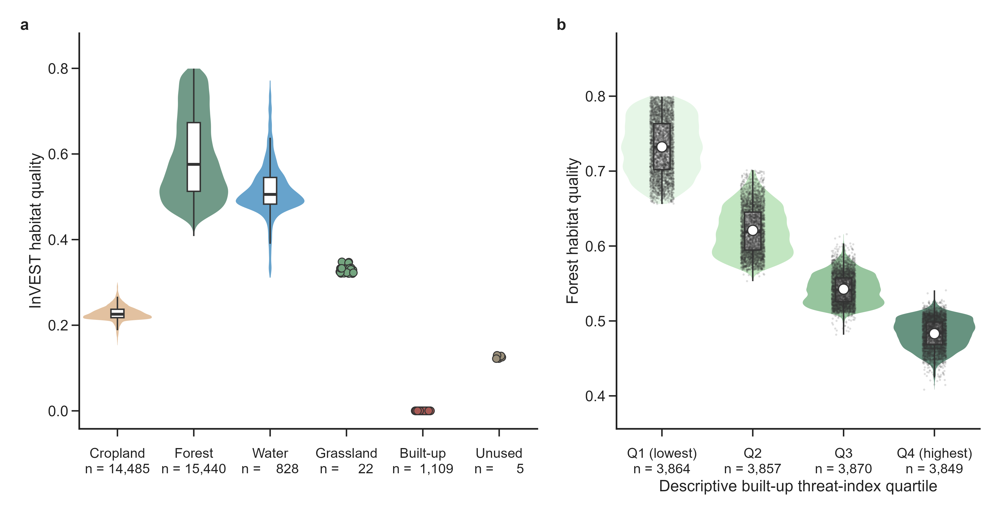 a
InVEST habitat quality
0.8
0.6
0.4
0.2
0.0
Cropland Forest Water Grassland Built-up Unused
n = 14,485 n = 15,440 n = 828 n = 22 n = 1,109 n = 5
b
Forest habitat quality
0.8
0.7
0.6
0.5
0.4
Q1 (lowest) Q2 Q3 Q4 (highest)
n = 3,864 n = 3,857 n = 3,870 n = 3,849
Descriptive built-up threat-index quartile